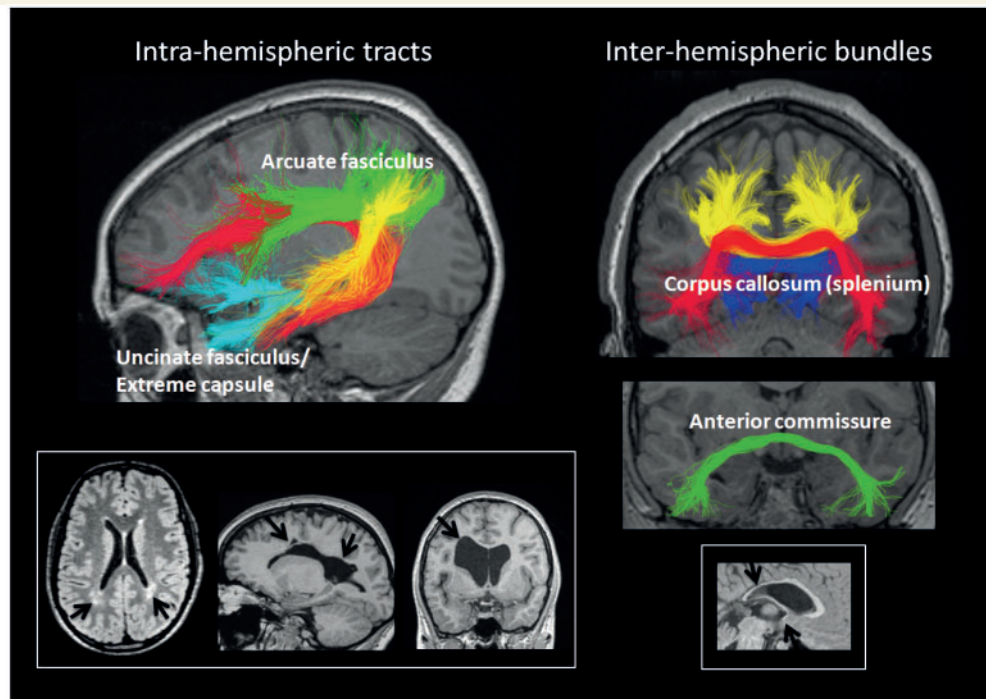 Intra-hemispheric tracts
Inter-hemispheric bundles
Arcuate fasciculus
Uncinate fasciculus/
Extreme capsule
Corpus callosum (splenium)
Anterior commissure